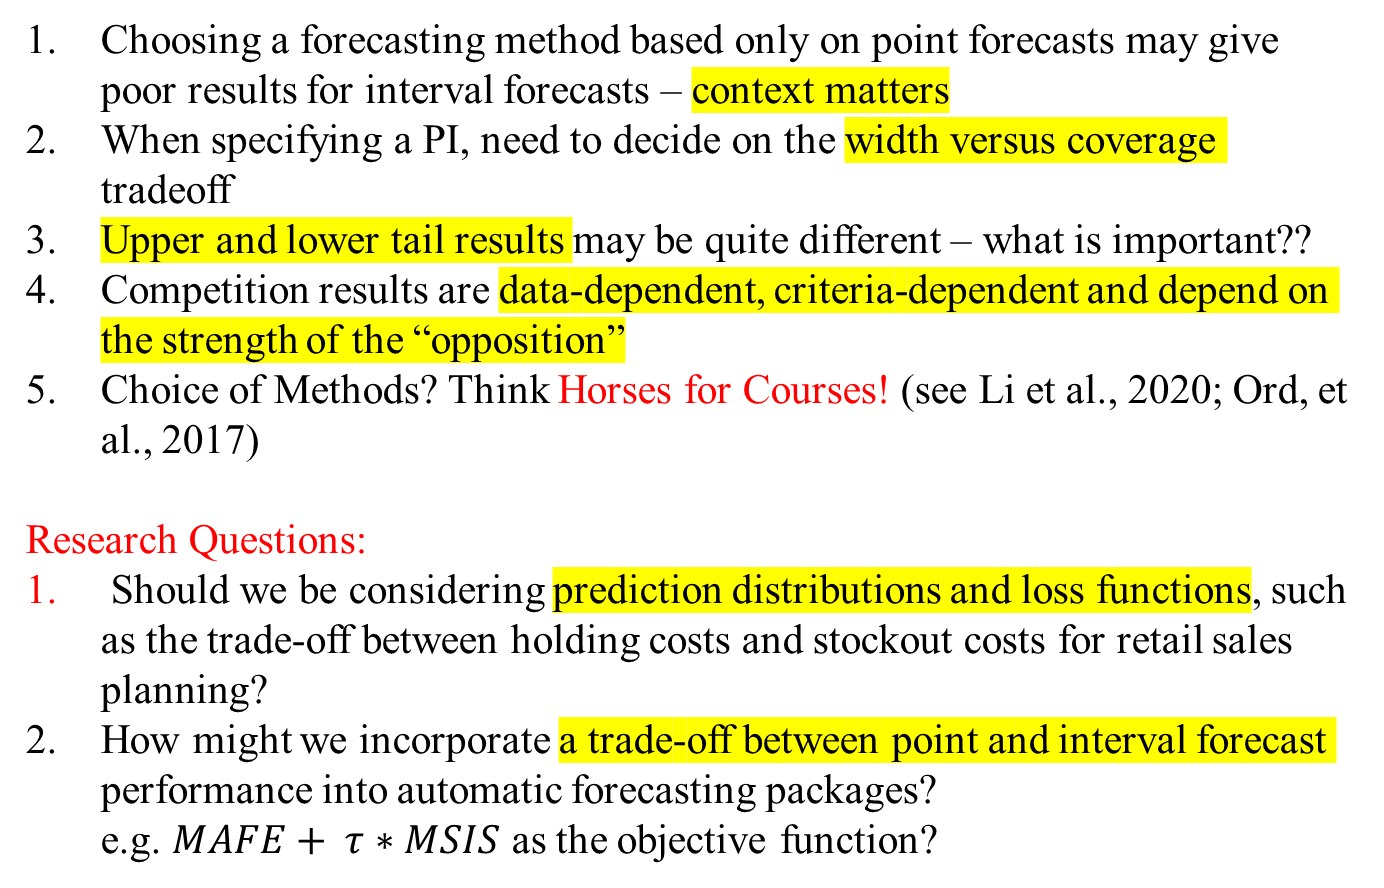 1. Choosing a forecasting method based only on point forecasts may give
poor results for interval forecasts – context matters
2. When specifying a PI, need to decide on the width versus coverage
tradeoff
3. Upper and lower tail results may be quite different – what is important??
4. Competition results are data-dependent, criteria-dependent and depend on
the strength of the “opposition”
5. Choice of Methods? Think Horses for Courses! (see Li et al., 2020; Ord, et
al., 2017)
Research Questions:
1. Should we be considering prediction distributions and loss functions, such
as the trade-off between holding costs and stockout costs for retail sales
planning?
2. How might we incorporate a trade-off between point and interval forecast
performance into automatic forecasting packages?
e.g. 𝑀𝐴𝐹𝐸 + 𝜏 ∗ 𝑀𝑆𝐼𝑆 as the objective function?